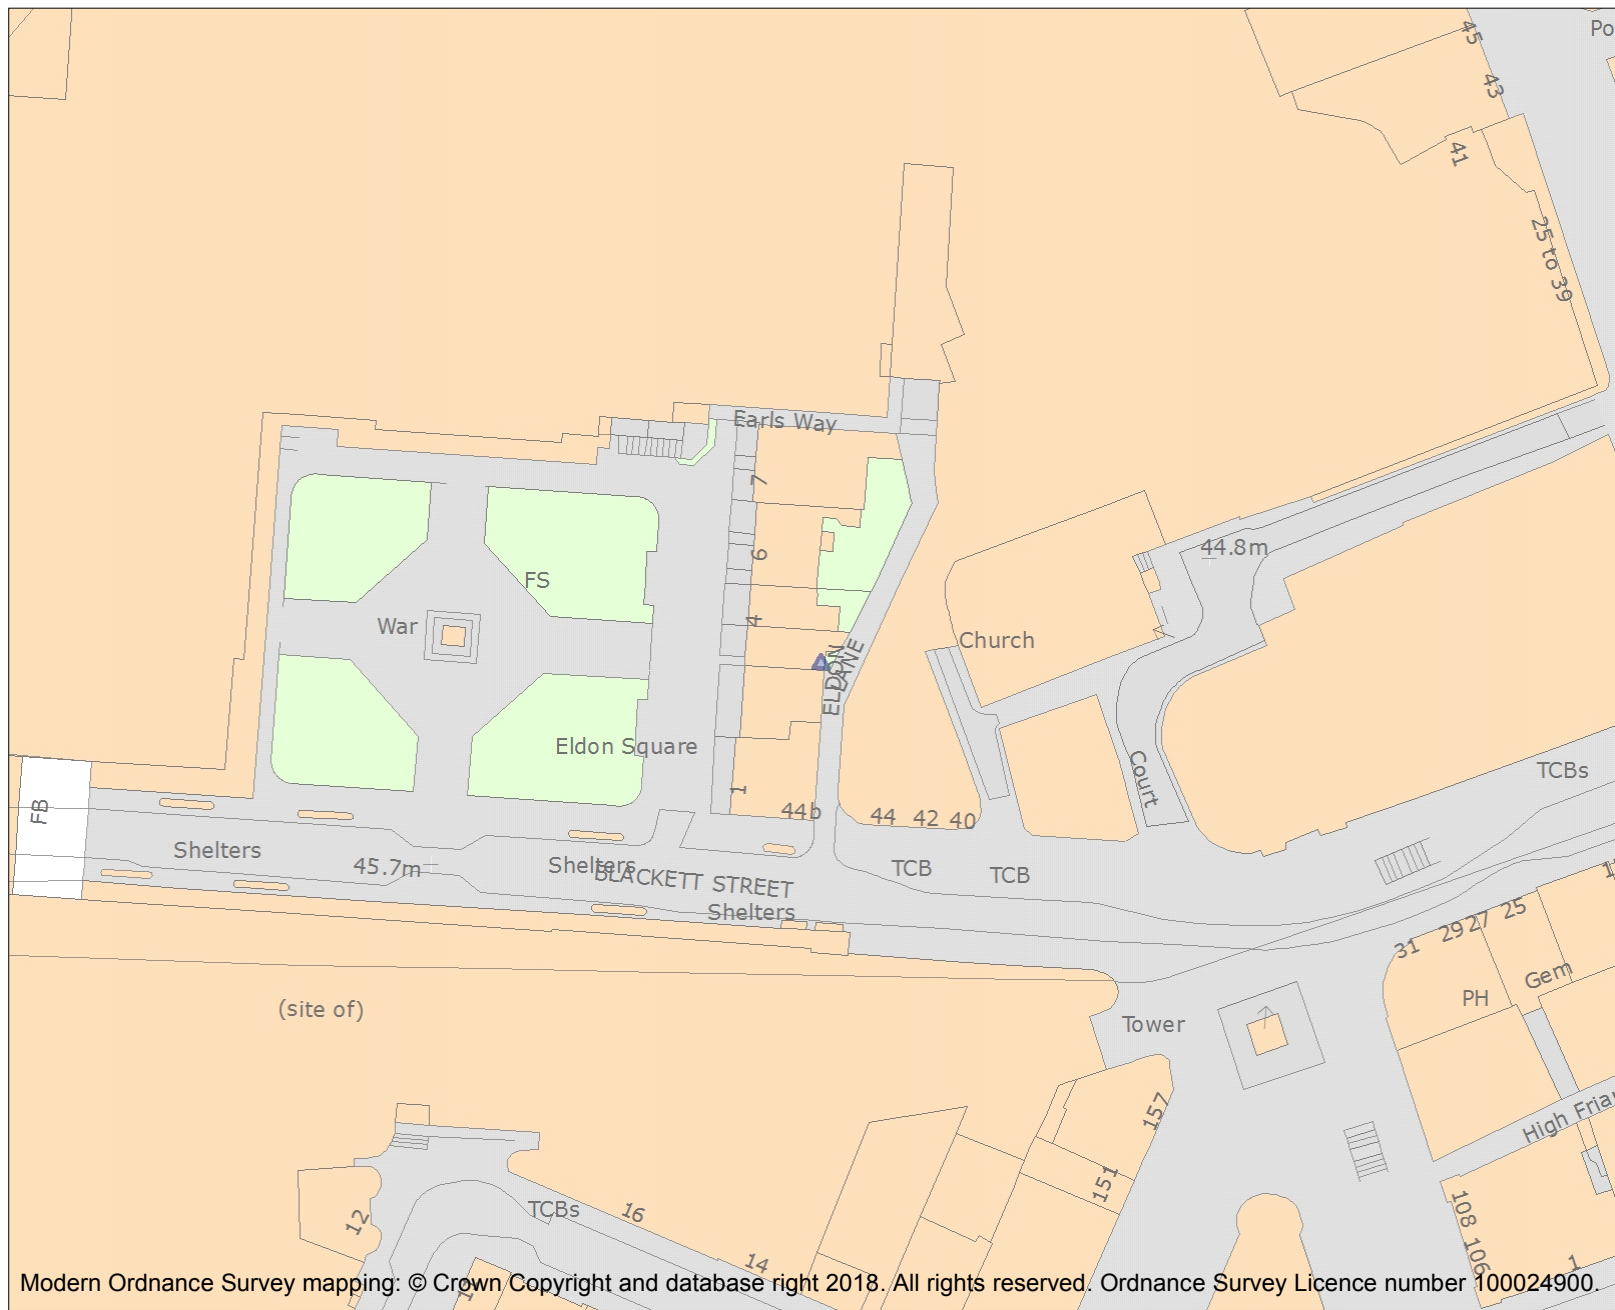 45
Po
43
41
25 to 39
Earls Way
7
44.8m
6
FS
4
War
Church
ELDON
LANE
Eldon Square
Court
TCBs
1
44b
44
42
40
FB
Shelters
45.7m
Shelters
BLACKETT STREET
TCB
TCB
Shelters
31
29
27
25
1
Gem
PH
(site of)
Tower
High Friar
157
151
TCBs
16
12
14
108
106
1
Modern Ordnance Survey mapping: © Crown Copyright and database right 2018. All rights reserved. Ordnance Survey Licence number 100024900.